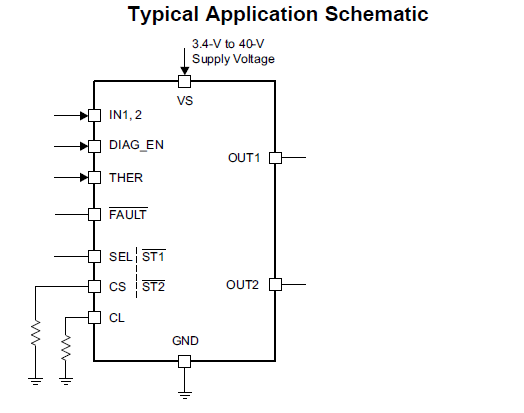 Typical Application Schematic
3.4-V to 40-V
Supply Voltage
VS
IN1, 2
DIAG_EN
OUT1
THER
FAULT
SEL ST1
CS ST2
OUT2
CL
GND